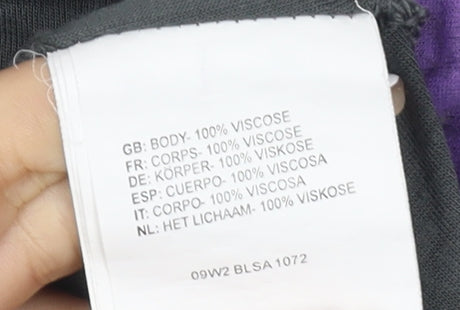 GB: BODY- 100% VISCOSE
FR: CORPS- 100% VISCOSE
DE: KÖRPER- 100% VISKOSE
ESP: CUERPO- 100% VISCOSA
IT: CORPO- 100% VISCOSA
NL: HET LICHAAM- 100% VISKOSE
09W2 BLSA 1072